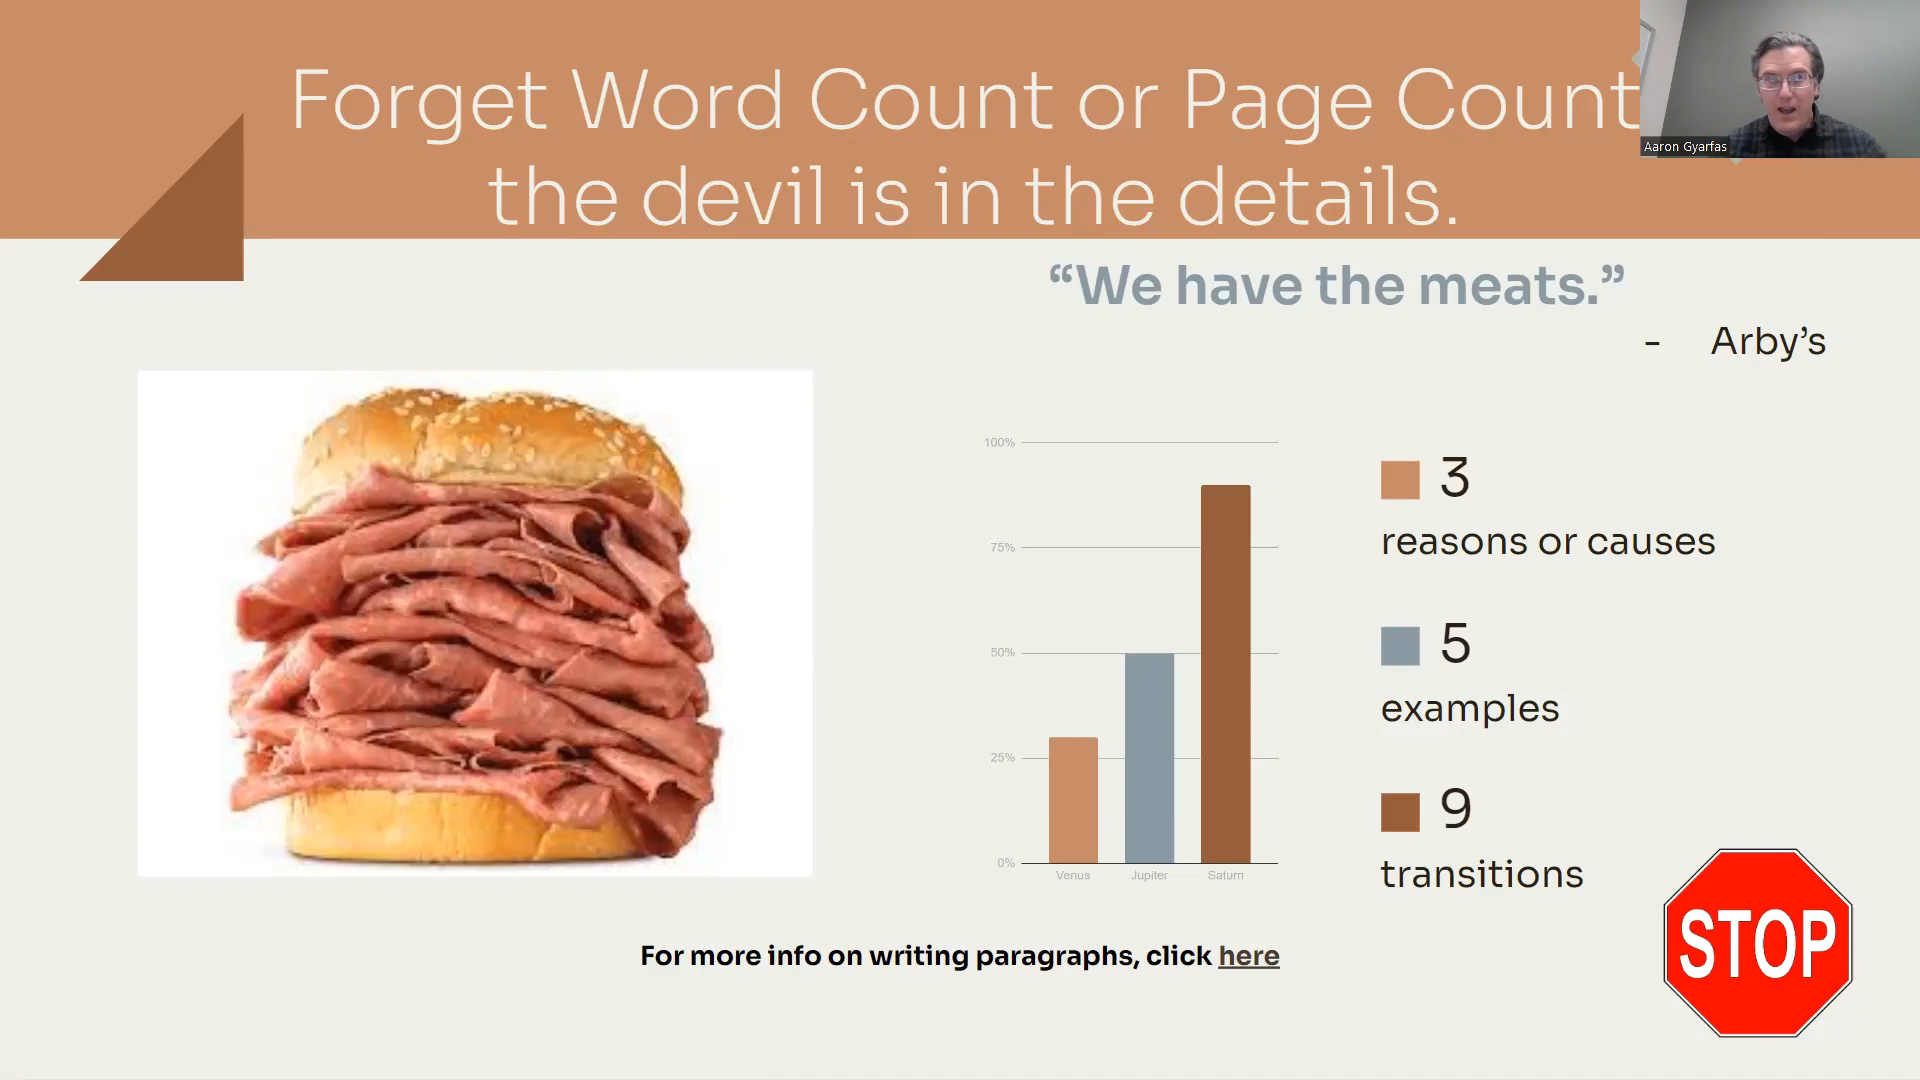 Forget Word Count or Page Count
the devil is in the details.
Aaron Gyarfas
“We have the meats.”
- Arby’s
100%
75%
50%
25%
0%
Venus Jupiter Saturn
3
reasons or causes
5
examples
9
transitions
STOP
For more info on writing paragraphs, click here